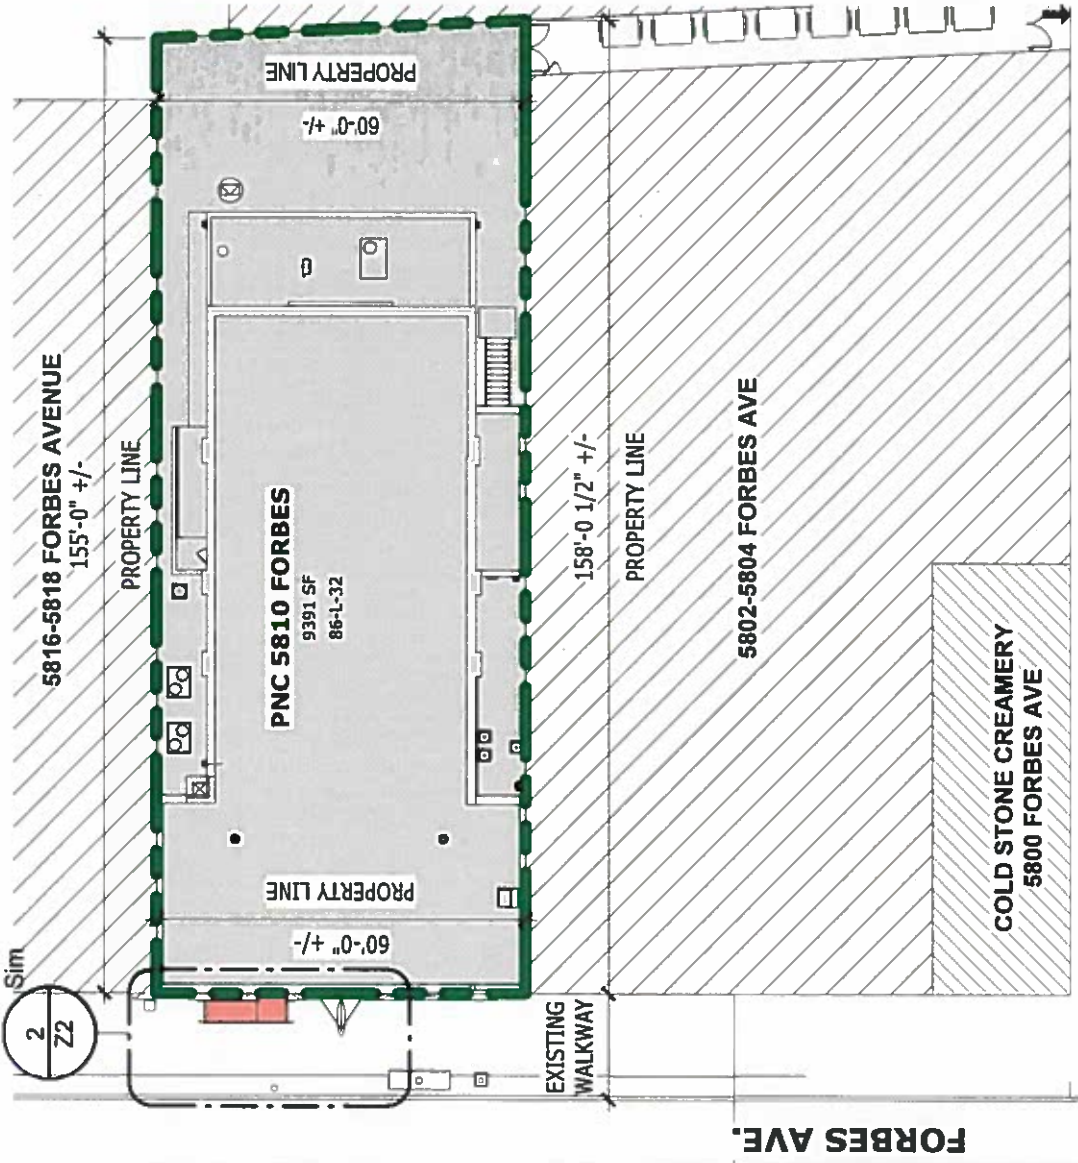 Sim
2
Z2
5816-5818 FORBES AVENUE
155'-0" +/-
PROPERTY LINE
PROPERTY LINE
60'-0" +/-
PNC 5810 FORBES
9391 SF
86-L-32
PROPERTY LINE
60'-0" +/-
158'-0 1/2" +/-
PROPERTY LINE
5802-5804 FORBES AVE
COLD STONE CREAMERY
5800 FORBES AVE
EXISTING
WALKWAY
FORBES AVE.